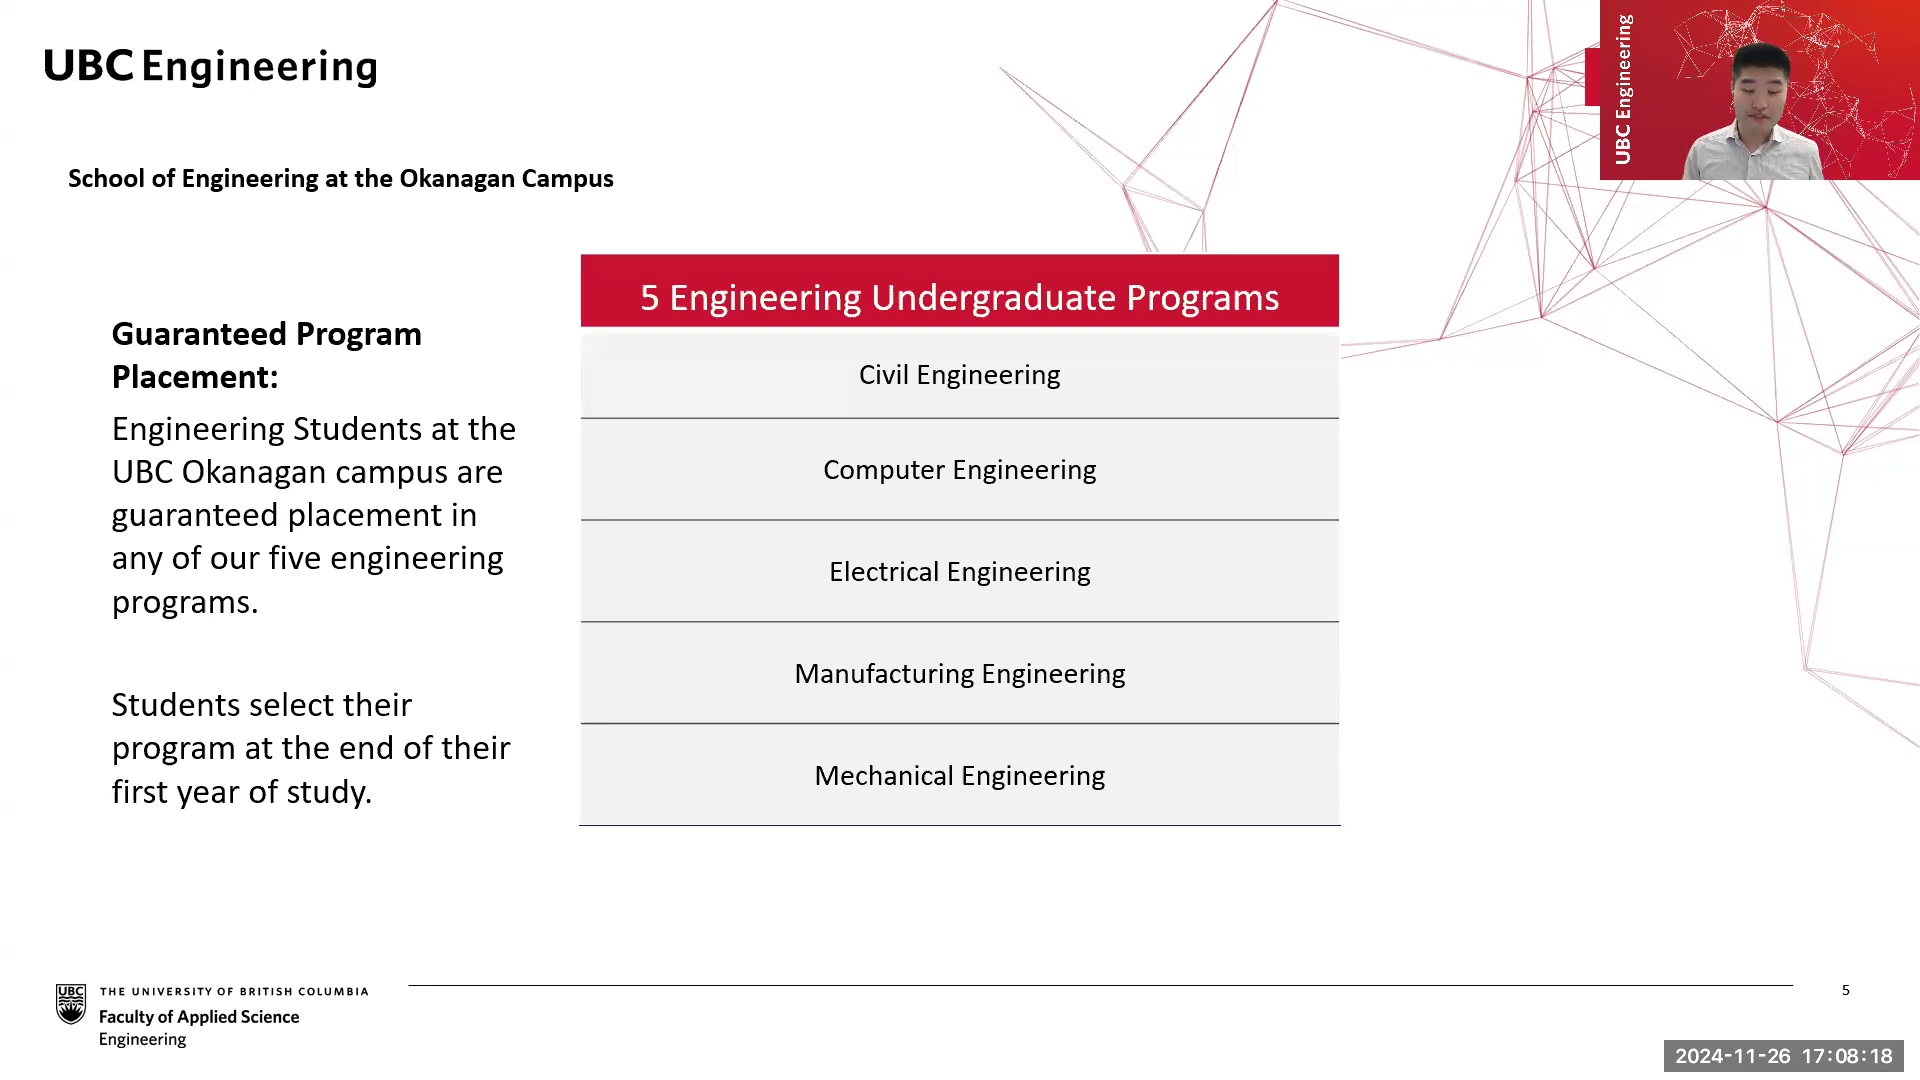 UBC Engineering
UBC Engineering
School of Engineering at the Okanagan Campus
5 Engineering Undergraduate Programs
Guaranteed Program
Placement:
Engineering Students at the
UBC Okanagan campus are
guaranteed placement in
any of our five engineering
programs.
Students select their
program at the end of their
first year of study.
Civil Engineering
Computer Engineering
Electrical Engineering
Manufacturing Engineering
Mechanical Engineering
UBC
THE UNIVERSITY OF BRITISH COLUMBIA
Faculty of Applied Science
Engineering
5
2024-11-26 17:08:18